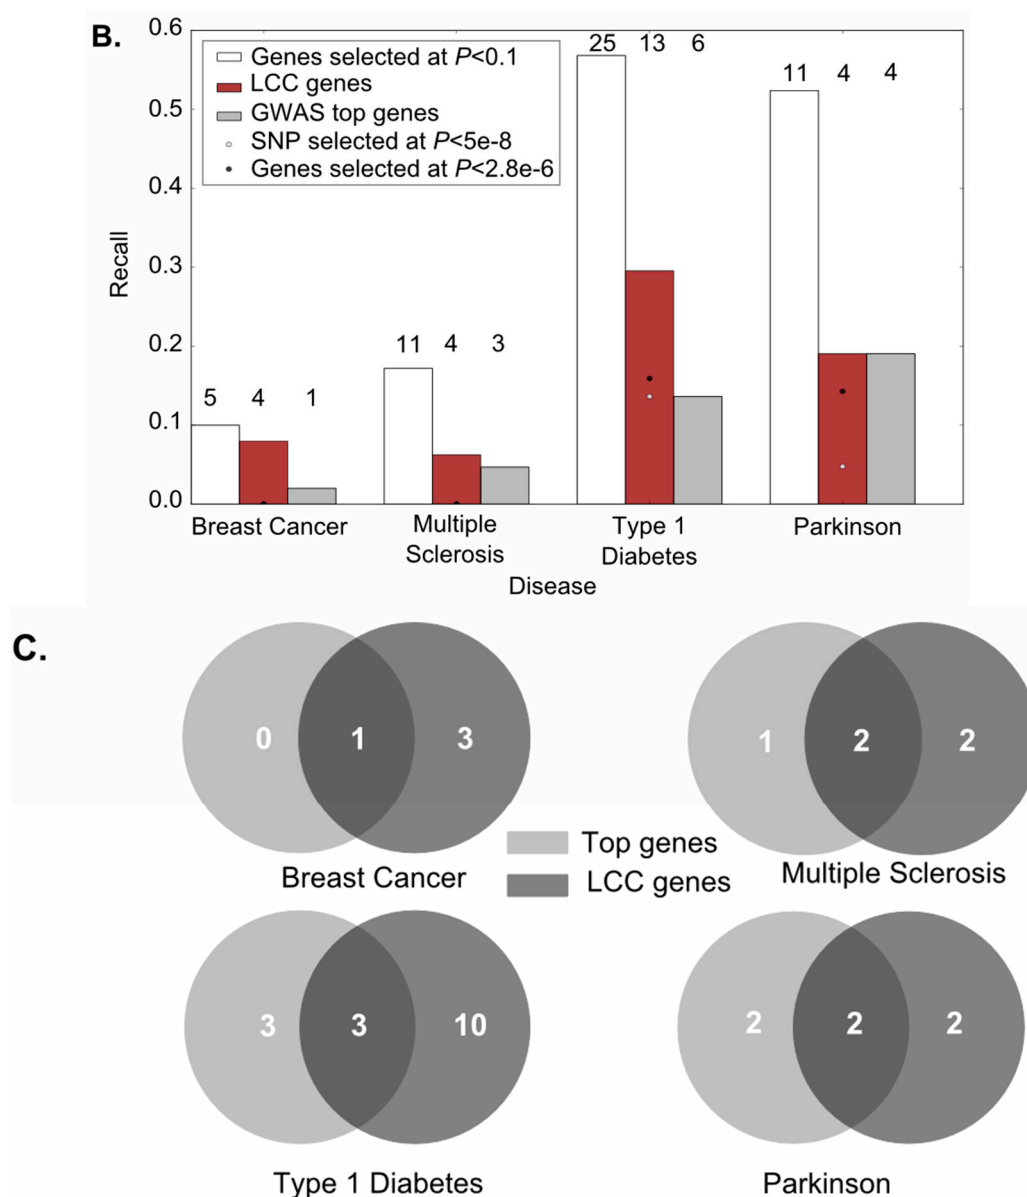 B.
0.6
0.5
0.4
0.3
0.2
0.1
0.0
Recall
Genes selected at P<0.1
LCC genes
GWAS top genes
SNP selected at P<5e-8
Genes selected at P<2.8e-6
5 4 1
11 4 3
25 13 6
11 4 4
Breast Cancer
Multiple
Sclerosis
Type 1
Diabetes
Parkinson
Disease
C.
0 1 3
Breast Cancer
1 2 2
Multiple Sclerosis
Top genes
LCC genes
3 3 10
Type 1 Diabetes
2 2 2
Parkinson